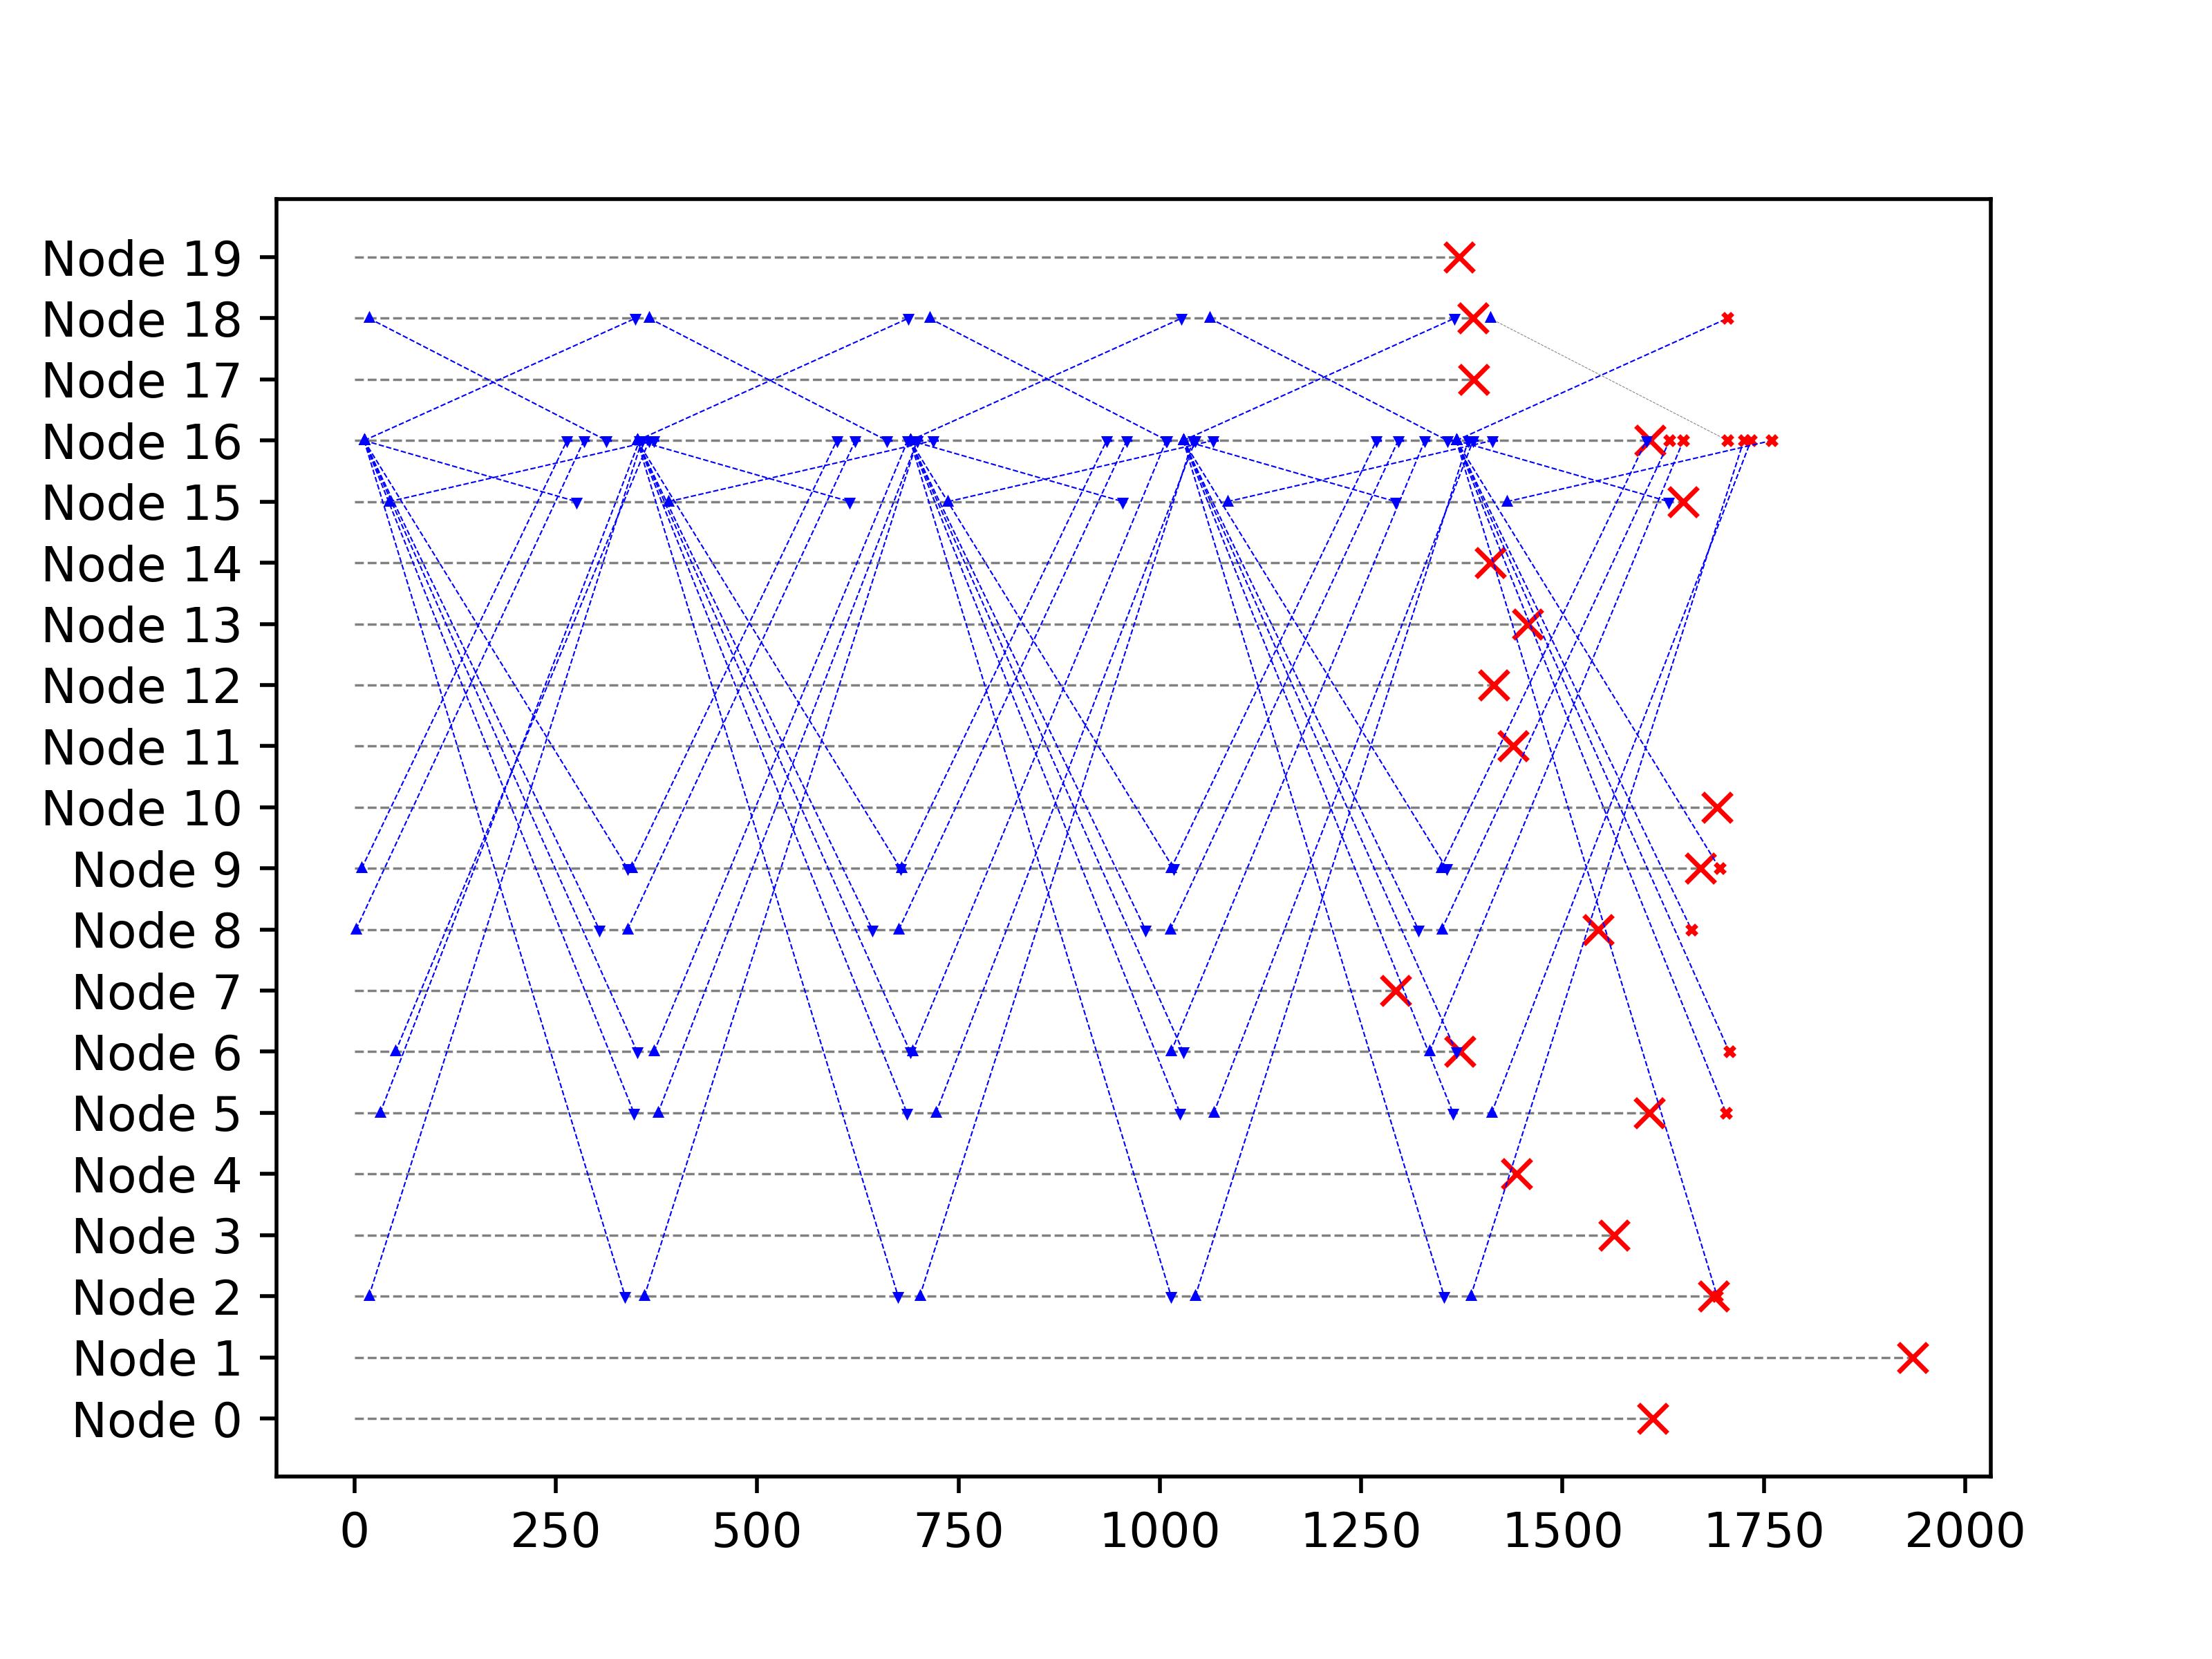 Node 19
Node 18
Node 17
Node 16
Node 15
Node 14
Node 13
Node 12
Node 11
Node 10
Node 9
Node 8
Node 7
Node 6
Node 5
Node 4
Node 3
Node 2
Node 1
Node 0
0 250 500 750 1000 1250 1500 1750 2000